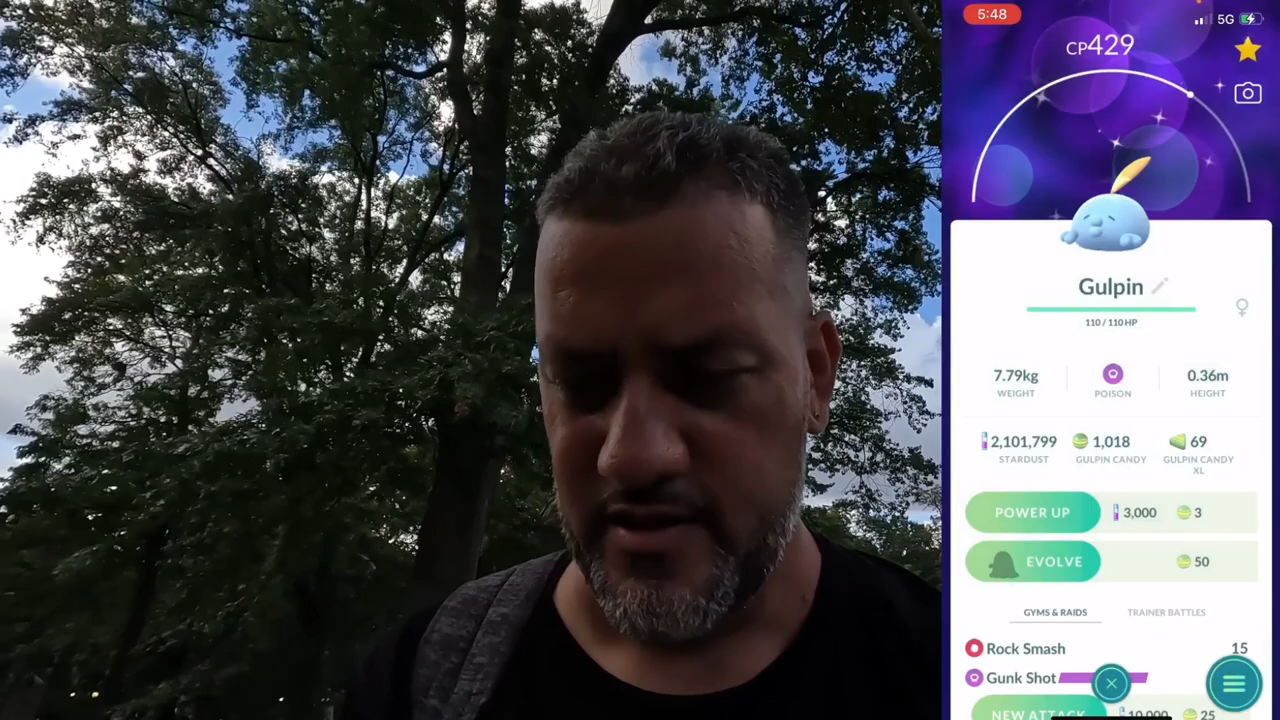 5:48
5G
CP429
Gulpin
110 / 110 HP
7.79kg
WEIGHT
POISON
0.36m
HEIGHT
2,101,799
STARDUST
1,018
GULPIN CANDY
69
GULPIN CANDY
XL
POWER UP
3,000
3
EVOLVE
50
GYMS & RAIDS
TRAINER BATTLES
Rock Smash
15
Gunk Shot
NEW ATTACK
10,000
25